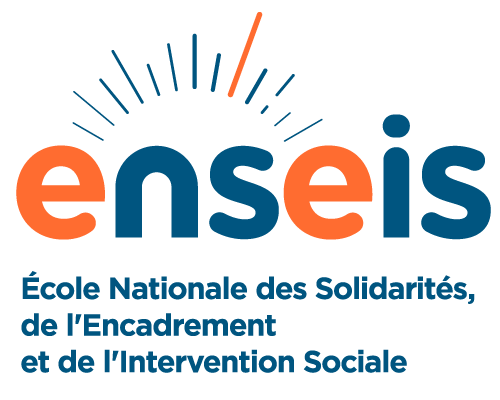 enseis
École Nationale des Solidarités,
de l'Encadrement
et de l'Intervention Sociale